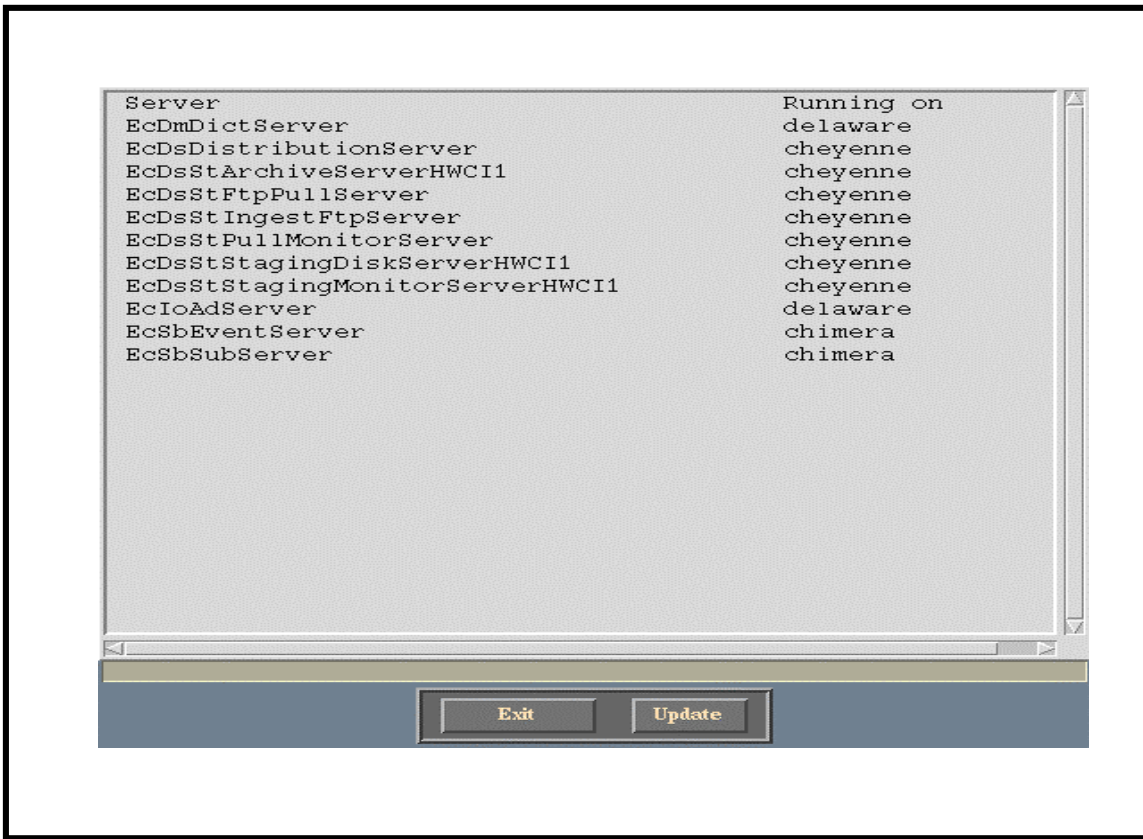 Server Running on
EcDmDictServer delaware
EcDsDistributionServer cheyenne
EcDsStArchiveServerHWCI1 cheyenne
EcDsStFtpPullServer cheyenne
EcDsStIngestFtpServer cheyenne
EcDsStPullMonitorServer cheyenne
EcDsStStagingDiskServerHWCI1 cheyenne
EcDsStStagingMonitorServerHWCI1 cheyenne
EcIoAdServer delaware
EcSbEventServer chimera
EcSbSubServer chimera
Exit Update